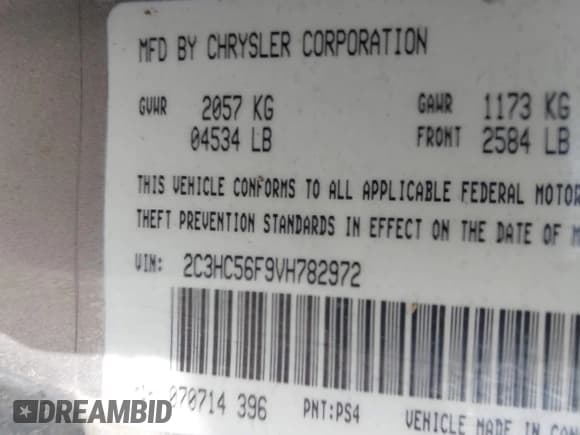 MFD BY CHRYSLER CORPORATION
GVWR 2057 KG GAWR 1173 KG
04534 LB FRONT 2584 LB
THIS VEHICLE CONFORMS TO ALL APPLICABLE FEDERAL MOTOR
THEFT PREVENTION STANDARDS IN EFFECT ON THE DATE OF M
VIN: 2C3HC56F9VH782972
070714 396 PNT:PS4 VEHICLE MADE IN CAN
DREAMBID